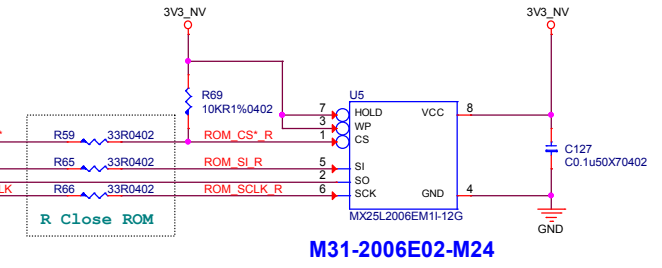 3V3_NV
3V3_NV
R69
10KR1%0402
U5
7
HOLD
VCC
8
3
WP
R59
33R0402
ROM_CS*_R
1
CS
C127
C0.1u50X70402
R65
33R0402
ROM_SI_R
5
SI
2
SO
LK
R66
33R0402
ROM_SCLK_R
6
SCK
GND
4
R Close ROM
MX25L2006EM1I-12G
GND
M31-2006E02-M24